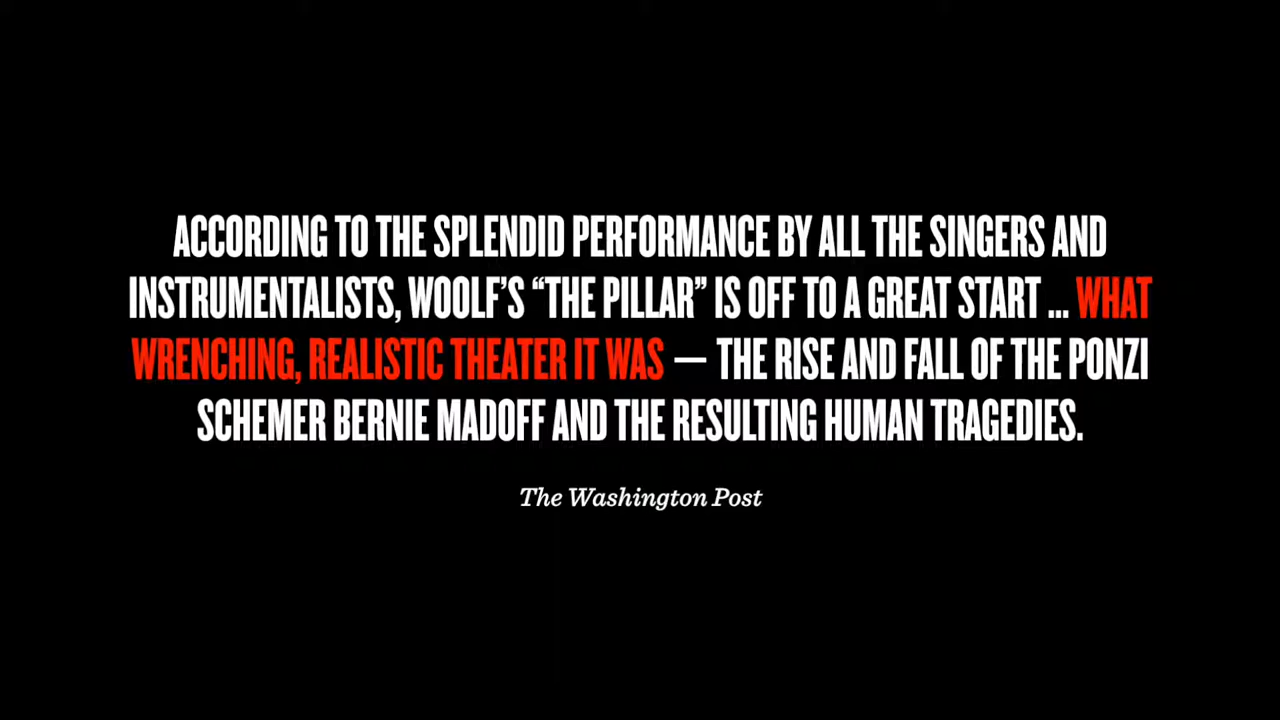 ACCORDING TO THE SPLENDID PERFORMANCE BY ALL THE SINGERS AND
INSTRUMENTALISTS, WOOLF’S “THE PILLAR” IS OFF TO A GREAT START ... WHAT
WRENCHING, REALISTIC THEATER IT WAS — THE RISE AND FALL OF THE PONZI
SCHEMER BERNIE MADOFF AND THE RESULTING HUMAN TRAGEDIES.
The Washington Post